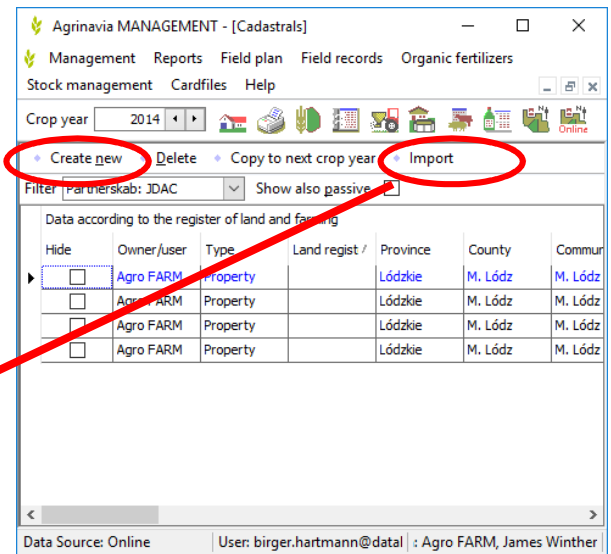 Agrinavia MANAGEMENT - [Cadastrals]
Management Reports Field plan Field records Organic fertilizers
Stock management Cardfiles Help
Crop year 2014 N+ N+ Online
Create new Delete Copy to next crop year Import
Filter Partnerskab: JDAC Show also passive
Data according to the register of land and farming
Hide Owner/user Type Land regist / Province County Commur
Agro FARM Property Lódzkie M. Lódz M. Lódz
Agro FARM Property Lódzkie M. Lódz M. Lódz
Agro FARM Property Lódzkie M. Lódz M. Lódz
Agro FARM Property Lódzkie M. Lódz M. Lódz
Data Source: Online User: birger.hartmann@datal : Agro FARM, James Winther